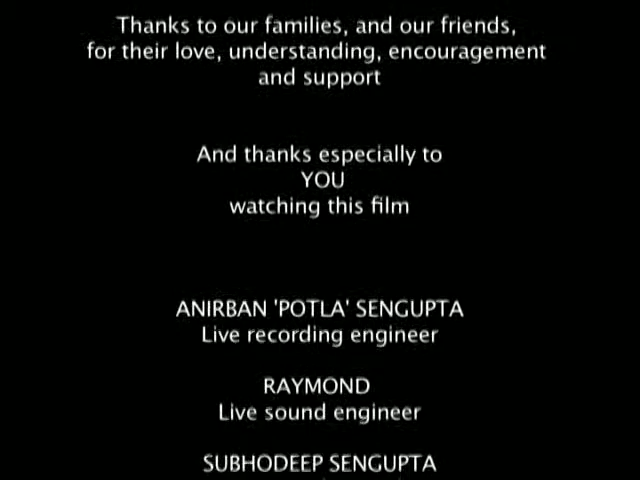 Thanks to our families, and our friends,
for their love, understanding, encouragement
and support
And thanks especially to
YOU
watching this film
ANIRBAN 'POTLA' SENGUPTA
Live recording engineer
RAYMOND
Live sound engineer
SUBHODEEP SENGUPTA